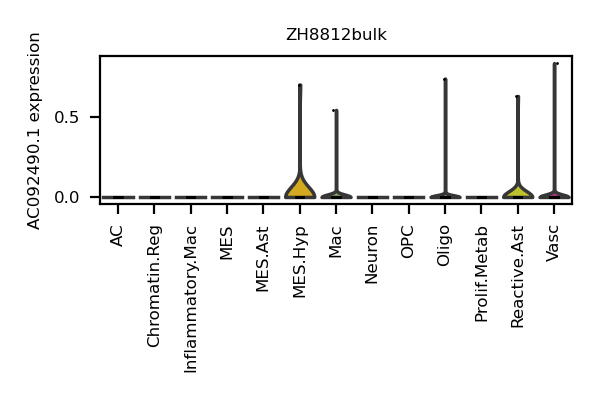 ZH8812bulk
AC092490.1 expression
0.5
0.0
AC
Chromatin.Reg
Inflammatory.Mac
MES
MES.Ast
MES.Hyp
Mac
Neuron
OPC
Oligo
Prolif.Metab
Reactive.Ast
Vasc